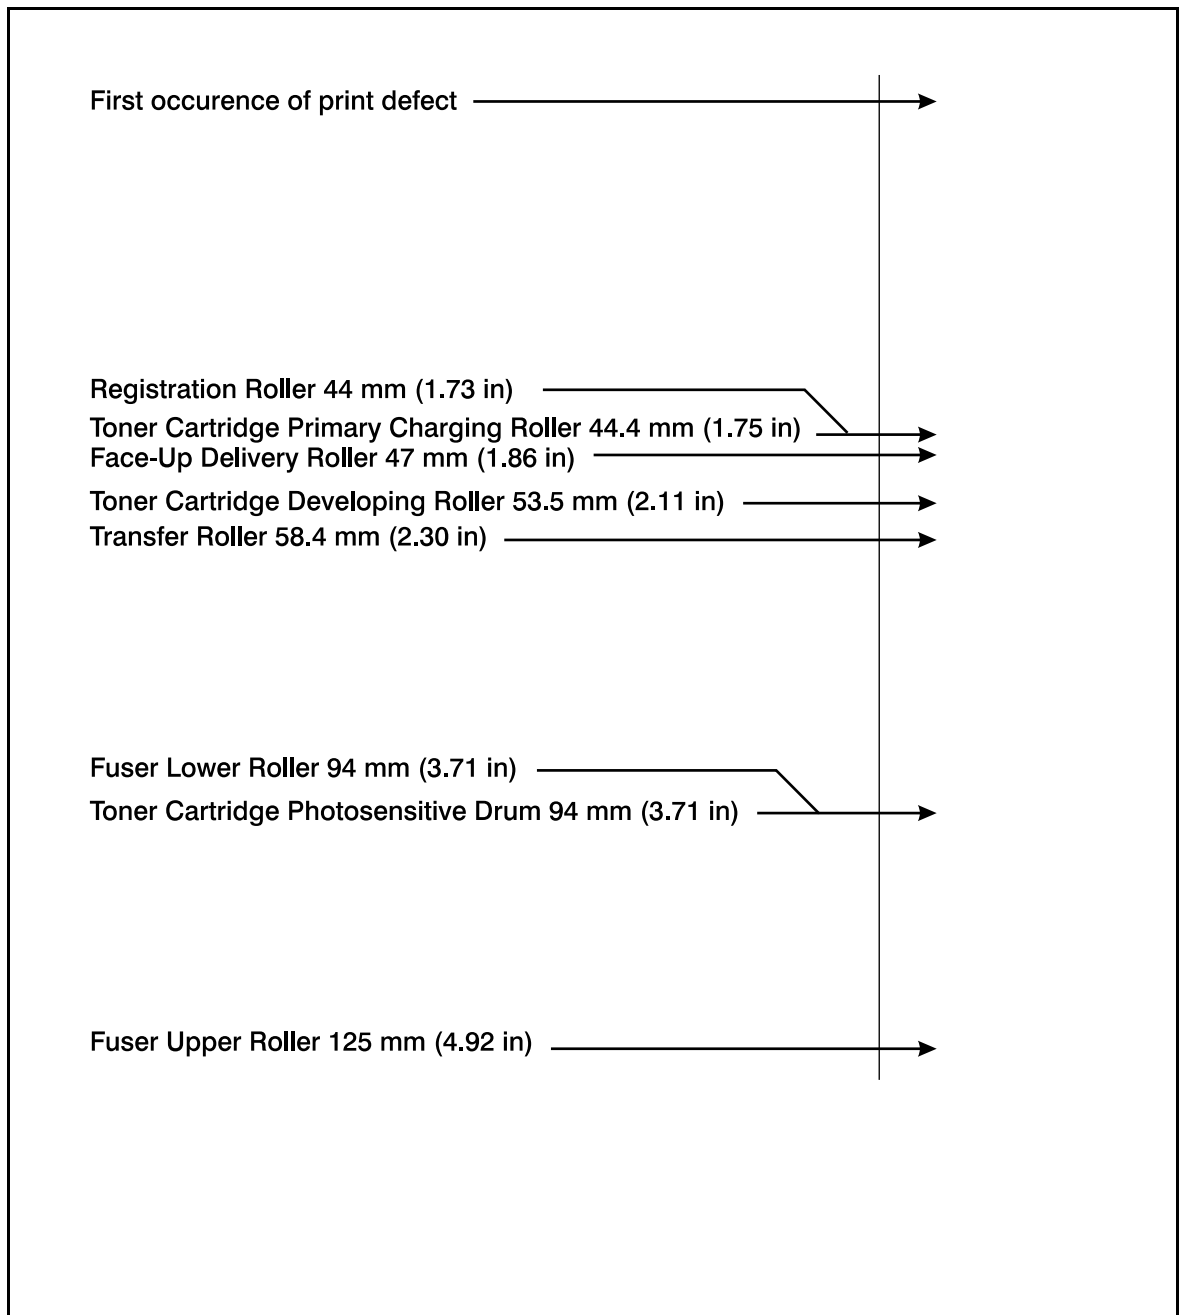 First occurence of print defect
Registration Roller 44 mm (1.73 in)
Toner Cartridge Primary Charging Roller 44.4 mm (1.75 in)
Face-Up Delivery Roller 47 mm (1.86 in)
Toner Cartridge Developing Roller 53.5 mm (2.11 in)
Transfer Roller 58.4 mm (2.30 in)
Fuser Lower Roller 94 mm (3.71 in)
Toner Cartridge Photosensitive Drum 94 mm (3.71 in)
Fuser Upper Roller 125 mm (4.92 in)